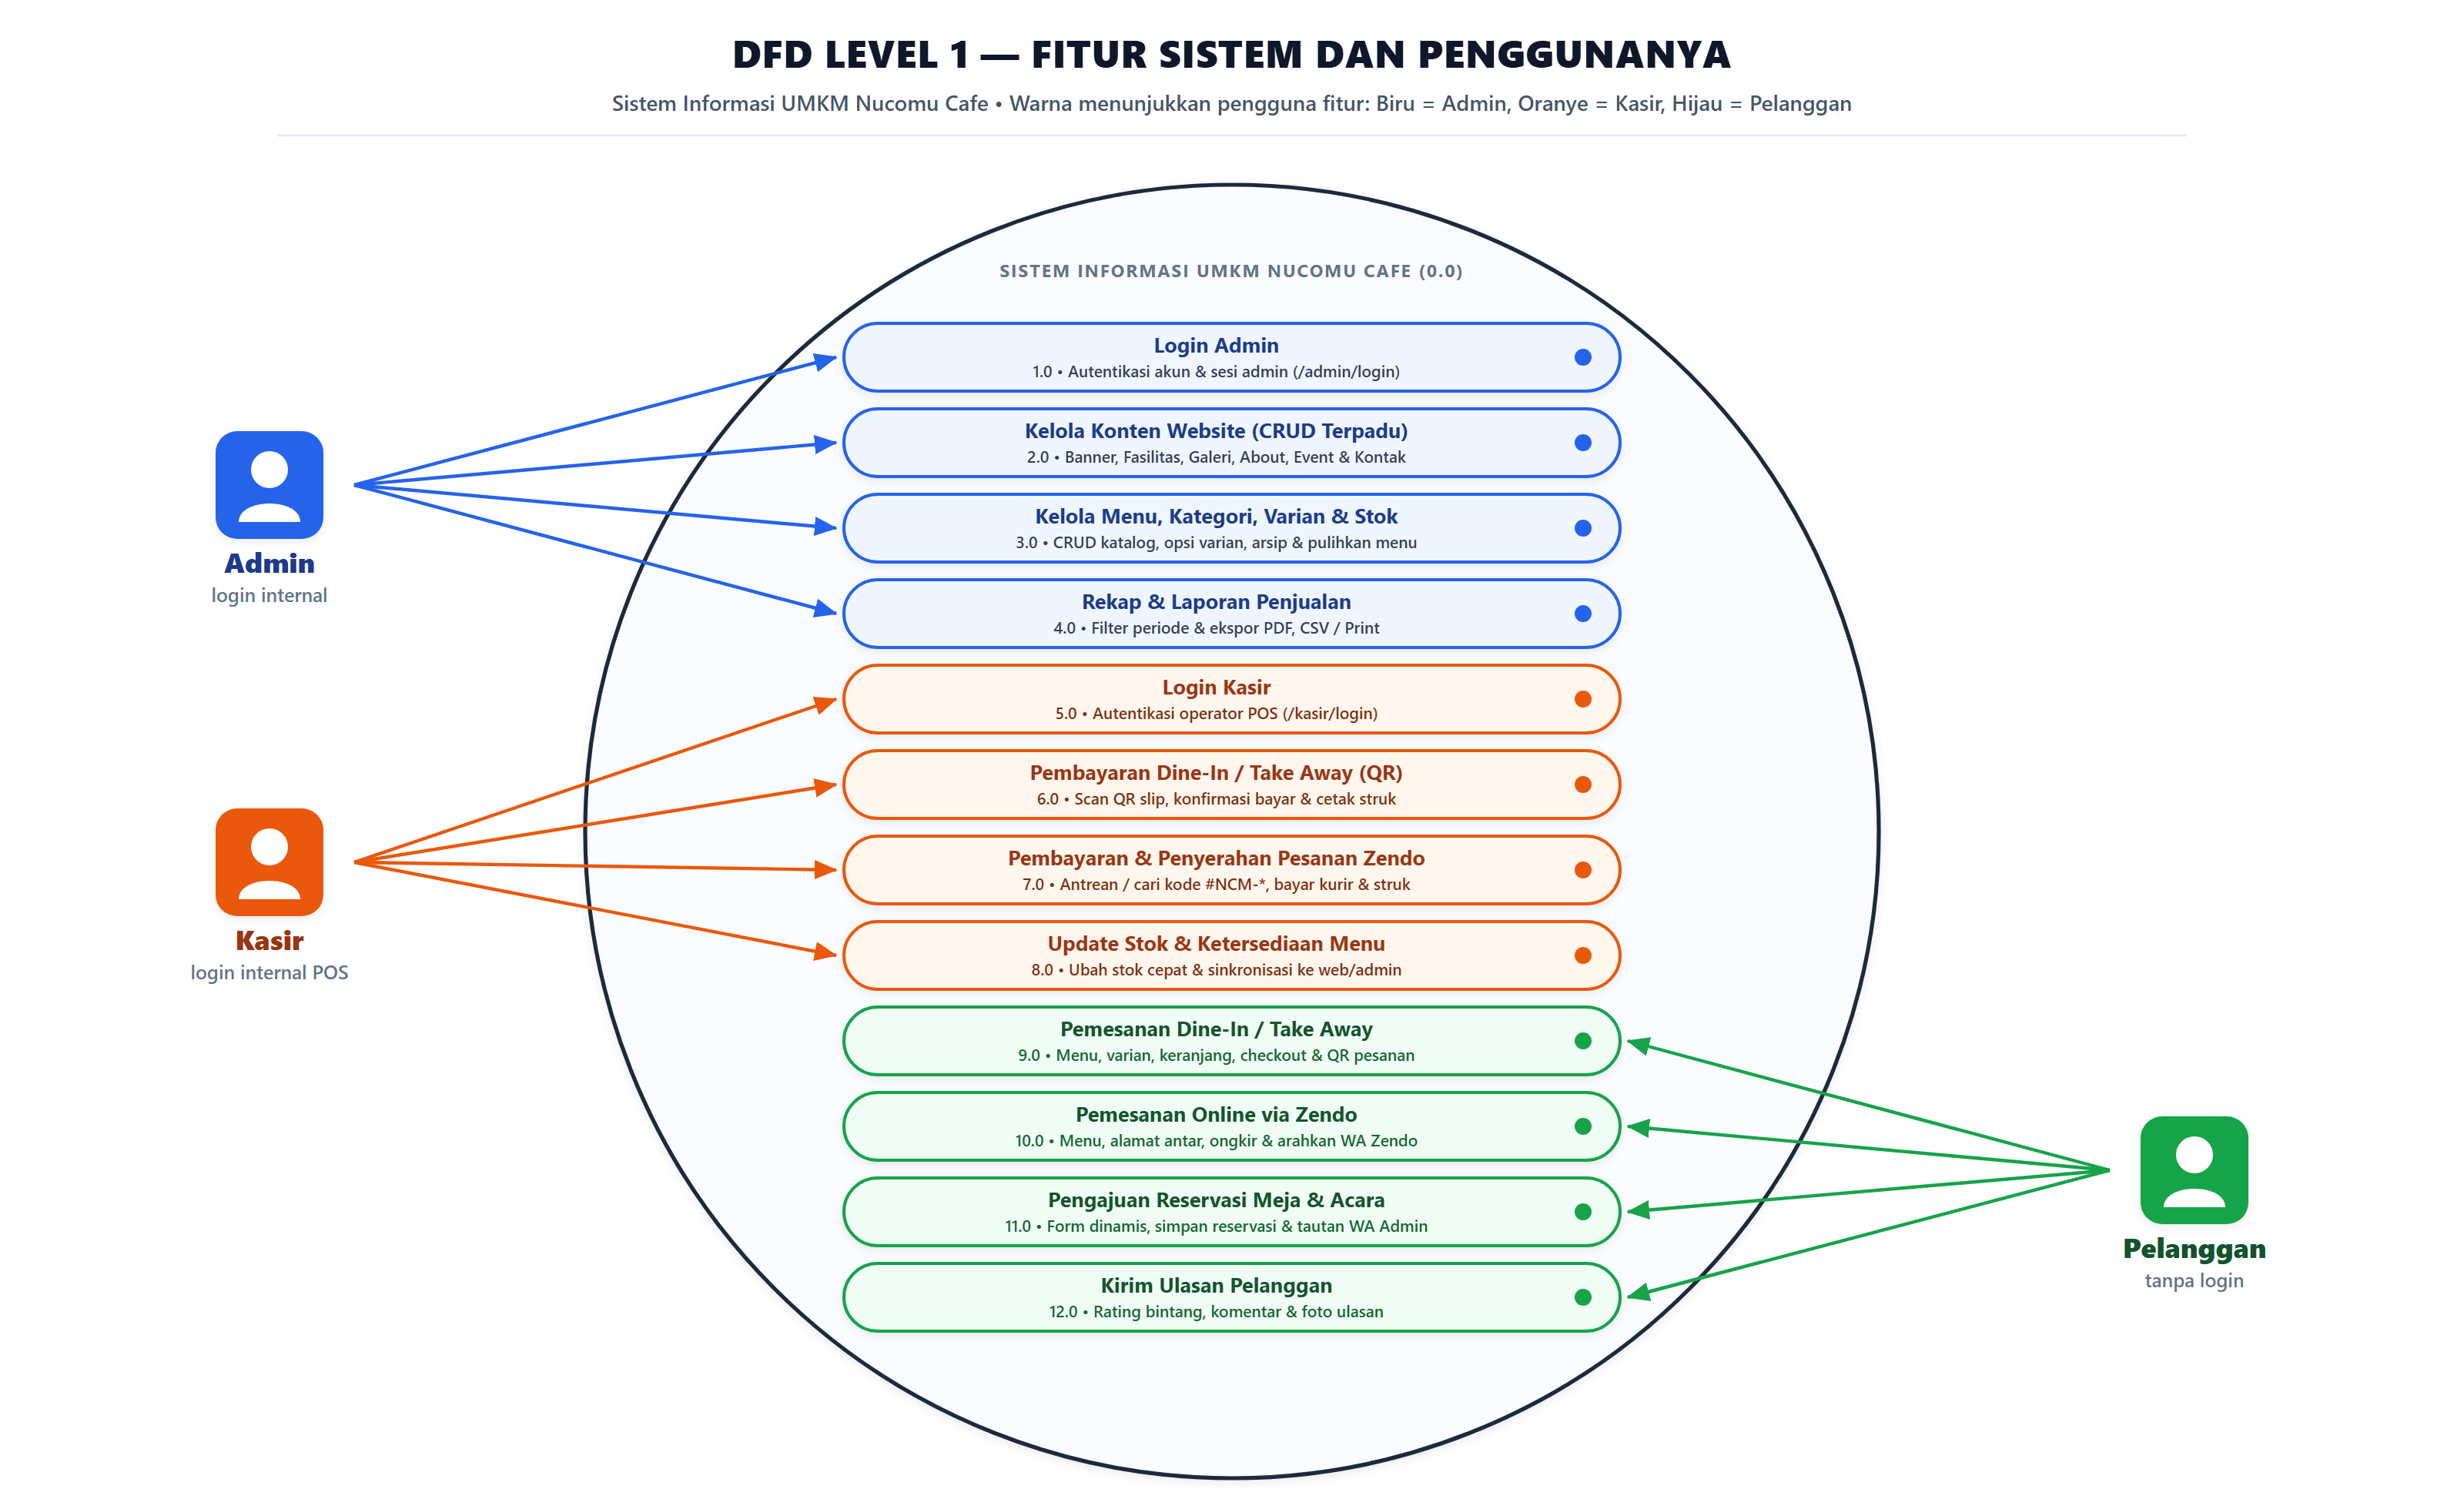 DFD LEVEL 1 — FITUR SISTEM DAN PENGGUNANYA
Sistem Informasi UMKM Nucomu Cafe • Warna menunjukkan pengguna fitur: Biru = Admin, Oranye = Kasir, Hijau = Pelanggan
SISTEM INFORMASI UMKM NUCOMU CAFE (0.0)
Login Admin
1.0 • Autentikasi akun & sesi admin (/admin/login)
Kelola Konten Website (CRUD Terpadu)
2.0 • Banner, Fasilitas, Galeri, About, Event & Kontak
Kelola Menu, Kategori, Varian & Stok
3.0 • CRUD katalog, opsi varian, arsip & pulihkan menu
Rekap & Laporan Penjualan
4.0 • Filter periode & ekspor PDF, CSV / Print
Admin
login internal
Login Kasir
5.0 • Autentikasi operator POS (/kasir/login)
Pembayaran Dine-In / Take Away (QR)
6.0 • Scan QR slip, konfirmasi bayar & cetak struk
Pembayaran & Penyerahan Pesanan Zendo
7.0 • Antrean / cari kode #NCM-*, bayar kurir & struk
Update Stok & Ketersediaan Menu
8.0 • Ubah stok cepat & sinkronisasi ke web/admin
Kasir
login internal POS
Pemesanan Dine-In / Take Away
9.0 • Menu, varian, keranjang, checkout & QR pesanan
Pemesanan Online via Zendo
10.0 • Menu, alamat antar, ongkir & arahkan WA Zendo
Pengajuan Reservasi Meja & Acara
11.0 • Form dinamis, simpan reservasi & tautan WA Admin
Kirim Ulasan Pelanggan
12.0 • Rating bintang, komentar & foto ulasan
Pelanggan
tanpa login